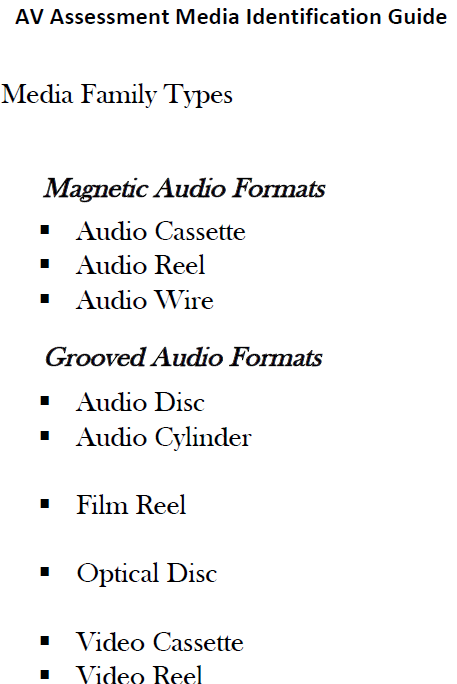 AV Assessment Media Identification Guide
Media Family Types
Magnetic Audio Formats
▪ Audio Cassette
▪ Audio Reel
▪ Audio Wire
Grooved Audio Formats
▪ Audio Disc
▪ Audio Cylinder
▪ Film Reel
▪ Optical Disc
▪ Video Cassette
▪ Video Reel